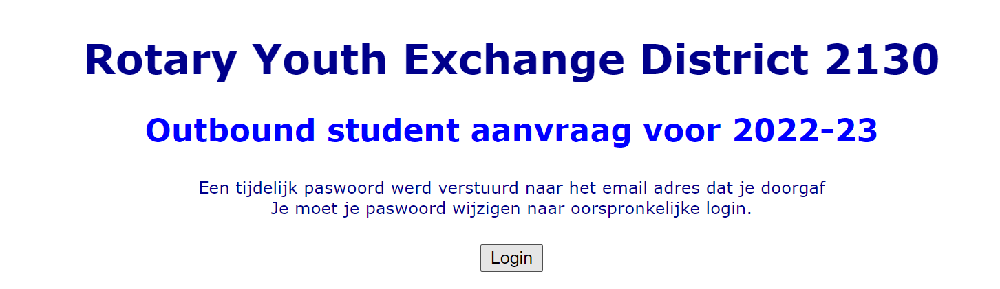 Rotary Youth Exchange District 2130
Outbound student aanvraag voor 2022-23
Een tijdelijk paswoord werd verstuurd naar het email adres dat je doorgaf
Je moet je paswoord wijzigen naar oorspronkelijke login.
Login